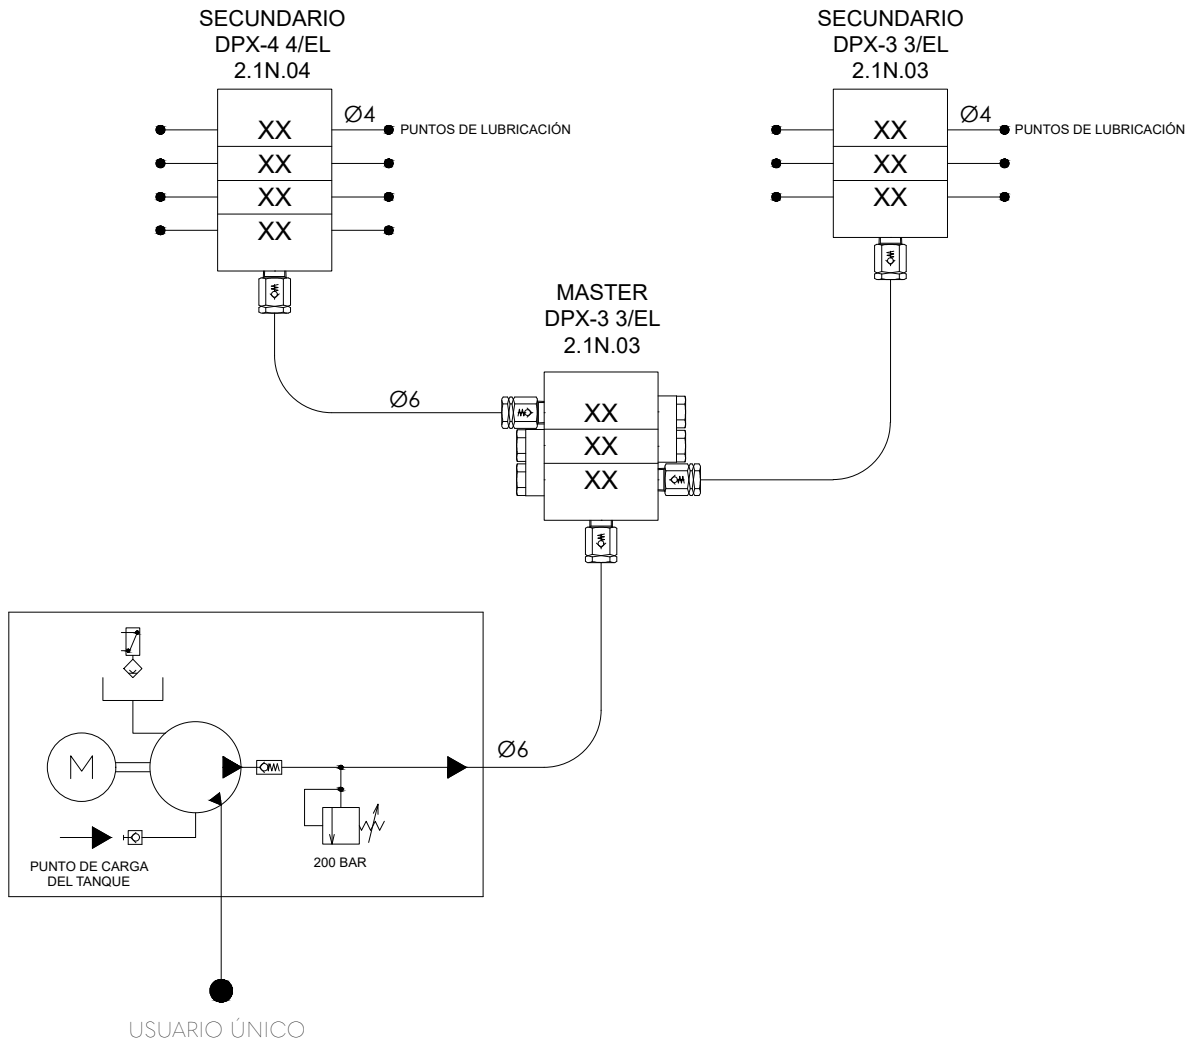 SECUNDARIO
DPX-4 4/EL
2.1N.04
XX
Ø4
PUNTOS DE LUBRICACIÓN
XX
XX
XX
SECUNDARIO
DPX-3 3/EL
2.1N.03
XX
Ø4
PUNTOS DE LUBRICACIÓN
XX
XX
MASTER
DPX-3 3/EL
2.1N.03
Ø6
XX
XX
XX
Ø6
M
PUNTO DE CARGA
DEL TANQUE
200 BAR
USUARIO ÚNICO